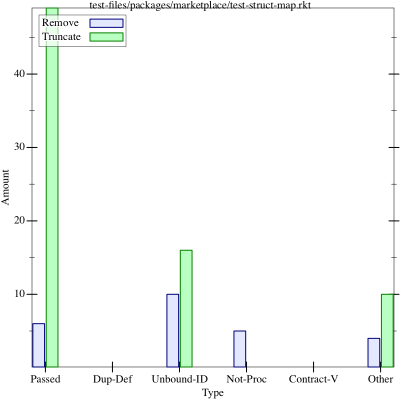 test-files/packages/marketplace/test-struct-map.rkt
Remove
Truncate
40
30
20
10
Amount
Passed Dup-Def Unbound-ID Not-Proc Contract-V Other
Type